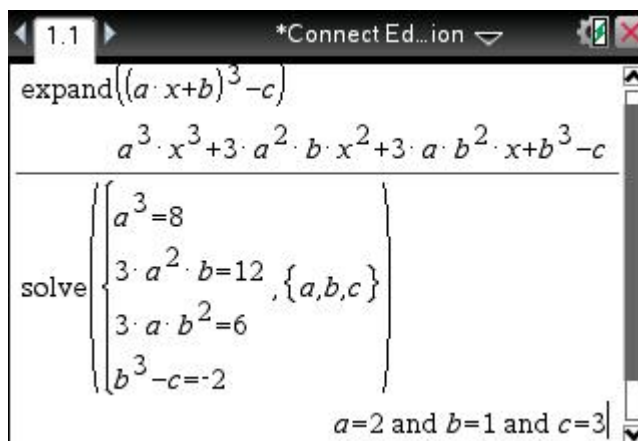 1.1 *Connect Ed...ion
expand((a·x+b)^3−c)
a^3·x^3+3·a^2·b·x^2+3·a·b^2·x+b^3−c
solve({a^3=8
3·a^2·b=12
3·a·b^2=6
b^3−c=-2 ,{a,b,c})
a=2 and b=1 and c=3